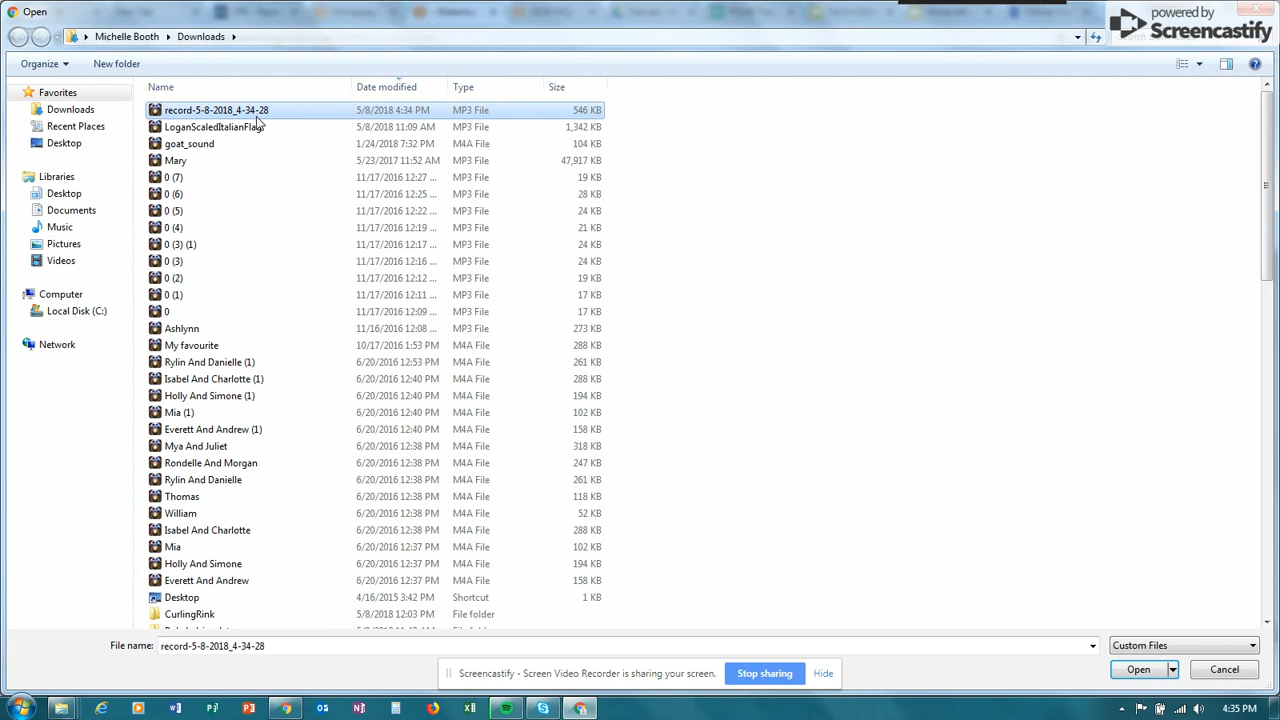 Open
powered by
Screencastify
Michelle Booth Downloads
Organize New folder
Name Date modified Type Size
Favorites
Downloads
Recent Places
Desktop
Libraries
Desktop
Documents
Music
Pictures
Videos
Computer
Local Disk (C:)
Network
record-5-8-2018_4-34-28 5/8/2018 4:34 PM MP3 File 546 KB
LoganScaledItalianFlag 5/8/2018 11:09 AM MP3 File 1,342 KB
goat_sound 1/24/2018 7:32 PM M4A File 104 KB
Mary 5/23/2017 11:52 AM MP3 File 47,917 KB
0 (7) 11/17/2016 12:27 ... MP3 File 19 KB
0 (6) 11/17/2016 12:25 ... MP3 File 28 KB
0 (5) 11/17/2016 12:22 ... MP3 File 24 KB
0 (4) 11/17/2016 12:19 ... MP3 File 21 KB
0 (3) (1) 11/17/2016 12:17 ... MP3 File 24 KB
0 (3) 11/17/2016 12:16 ... MP3 File 24 KB
0 (2) 11/17/2016 12:12 ... MP3 File 19 KB
0 (1) 11/17/2016 12:11 ... MP3 File 17 KB
0 11/17/2016 12:09 ... MP3 File 17 KB
Ashlynn 11/16/2016 12:08 ... MP3 File 273 KB
My favourite 10/17/2016 1:53 PM M4A File 288 KB
Rylin And Danielle (1) 6/20/2016 12:53 PM M4A File 261 KB
Isabel And Charlotte (1) 6/20/2016 12:40 PM M4A File 288 KB
Holly And Simone (1) 6/20/2016 12:40 PM M4A File 194 KB
Mia (1) 6/20/2016 12:40 PM M4A File 102 KB
Everett And Andrew (1) 6/20/2016 12:40 PM M4A File 158 KB
Mya And Juliet 6/20/2016 12:38 PM M4A File 318 KB
Rondelle And Morgan 6/20/2016 12:38 PM M4A File 247 KB
Rylin And Danielle 6/20/2016 12:38 PM M4A File 261 KB
Thomas 6/20/2016 12:38 PM M4A File 118 KB
William 6/20/2016 12:38 PM M4A File 52 KB
Isabel And Charlotte 6/20/2016 12:38 PM M4A File 288 KB
Mia 6/20/2016 12:37 PM M4A File 102 KB
Holly And Simone 6/20/2016 12:37 PM M4A File 194 KB
Everett And Andrew 6/20/2016 12:37 PM M4A File 158 KB
Desktop 4/16/2015 3:42 PM Shortcut 1 KB
CurlingRink 5/8/2018 12:03 PM File folder
File name: record-5-8-2018_4-34-28 Custom Files
Open Cancel
Screencastify - Screen Video Recorder is sharing your screen. Stop sharing Hide
4:35 PM